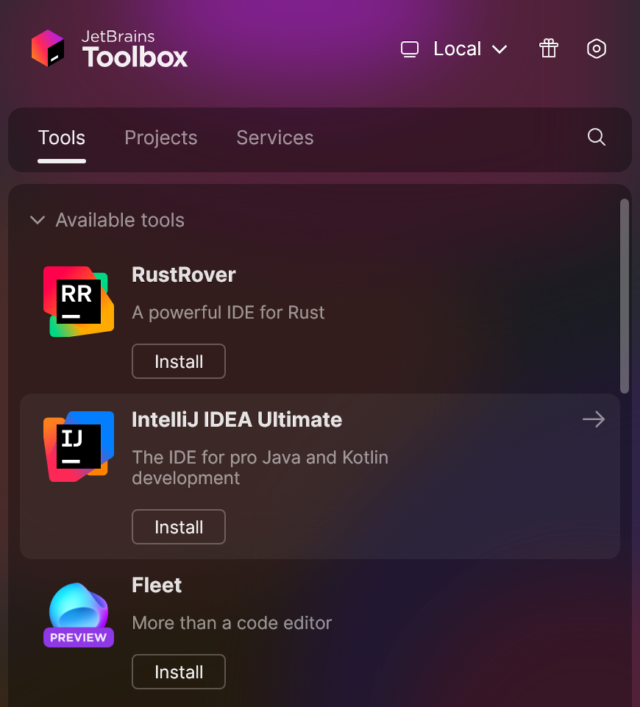 JetBrains
Toolbox
Local
Tools Projects Services
Available tools
RR
RustRover
A powerful IDE for Rust
Install
IJ
IntelliJ IDEA Ultimate
The IDE for pro Java and Kotlin
development
Install
Fleet
PREVIEW
More than a code editor
Install